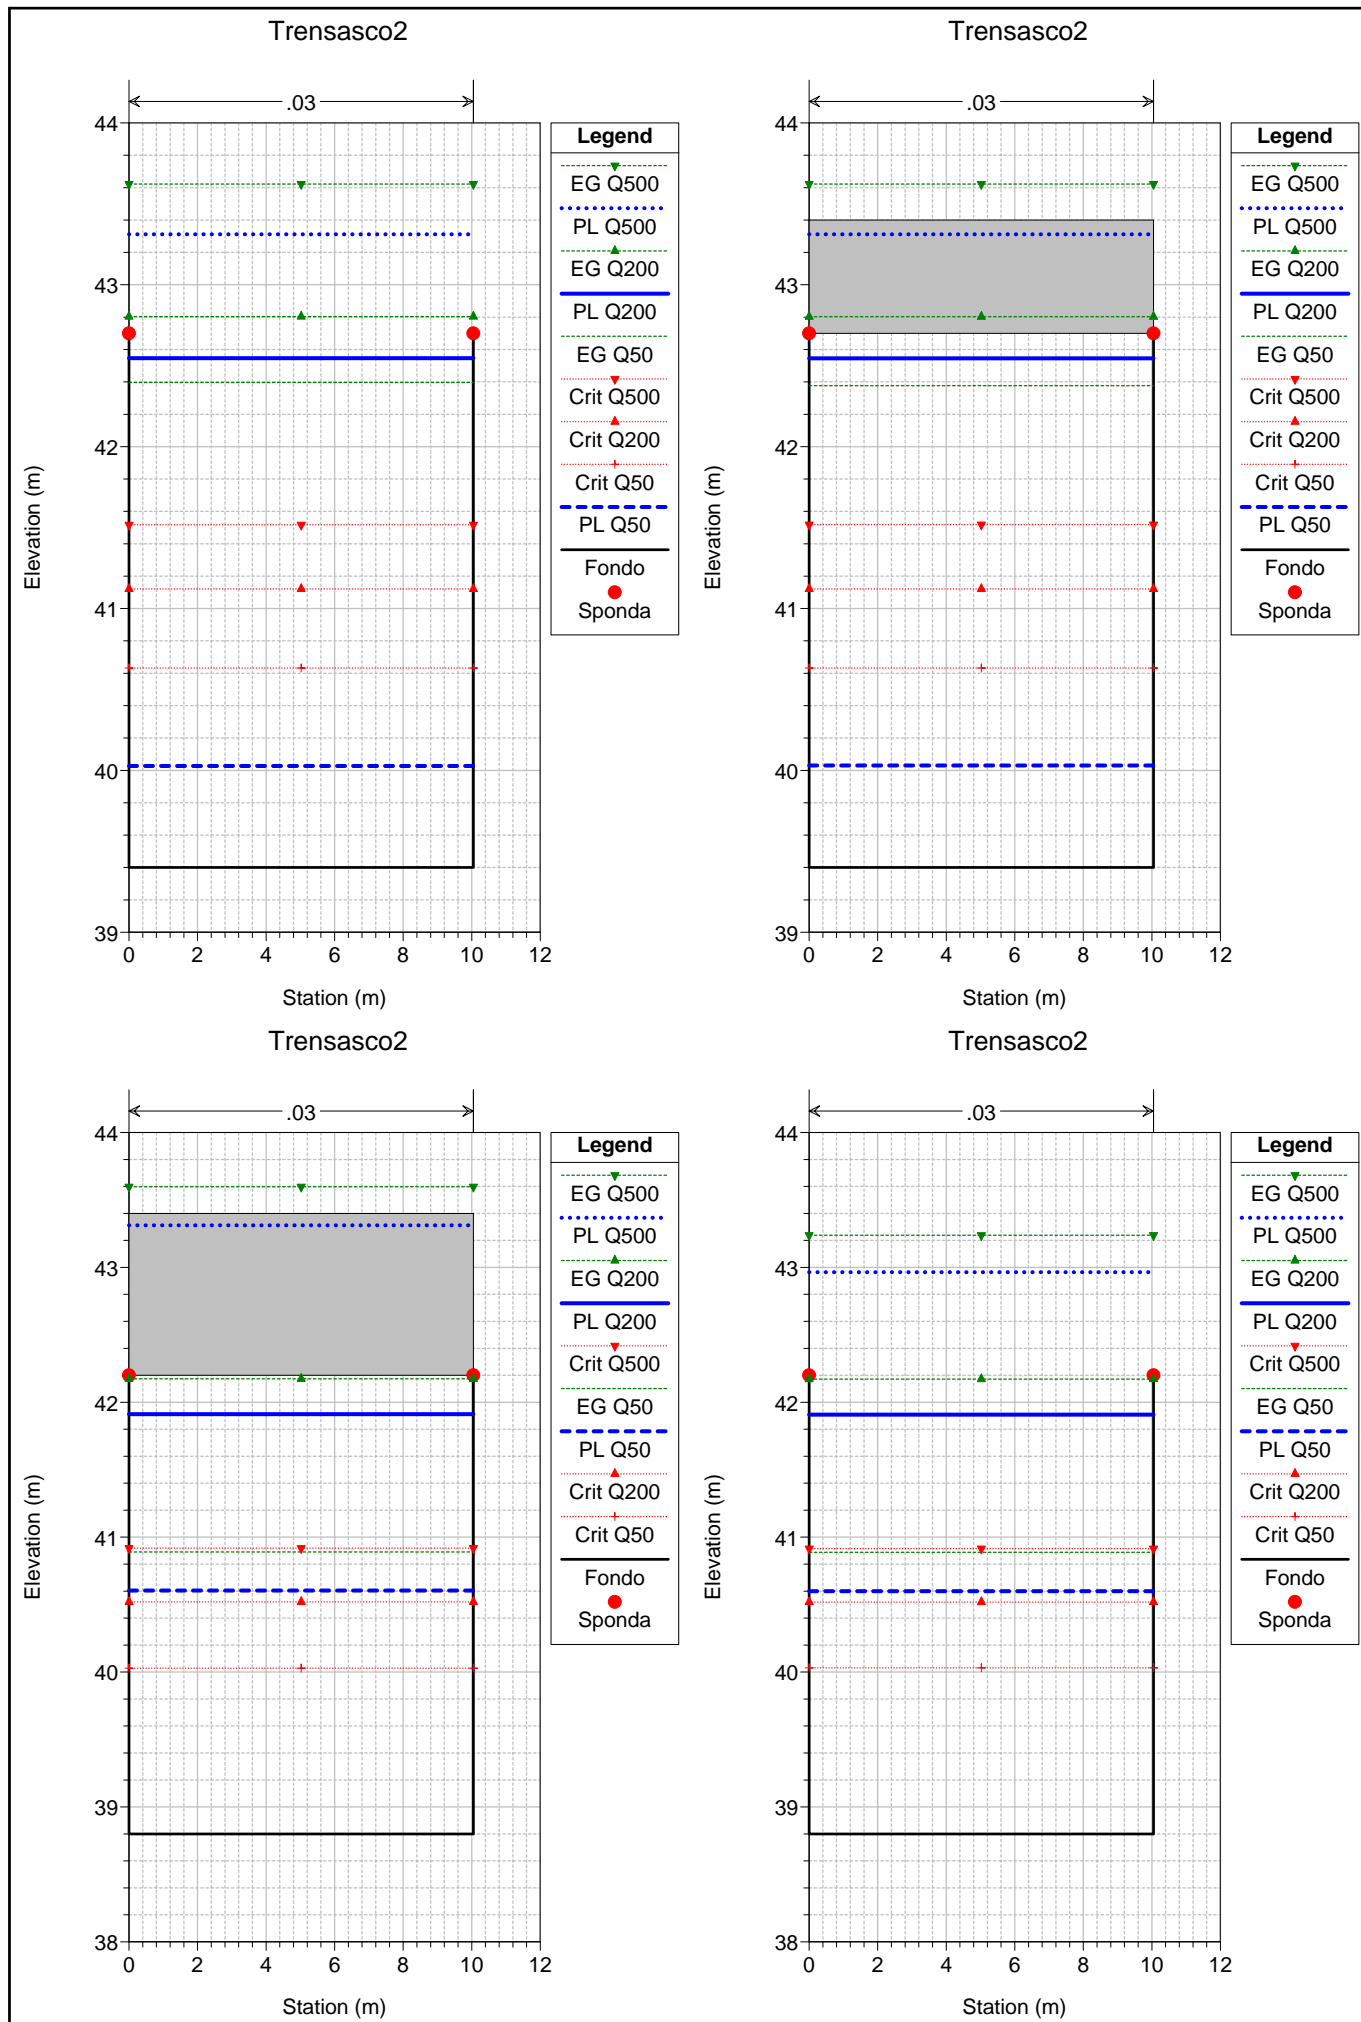 Trensasco2
.03
44
43
42
41
40
39
0 2 4 6 8 10 12
Station (m)
Elevation (m)
Legend
EG Q500
PL Q500
EG Q200
PL Q200
EG Q50
Crit Q500
Crit Q200
Crit Q50
PL Q50
Fondo
Sponda
Trensasco2
.03
44
43
42
41
40
39
0 2 4 6 8 10 12
Station (m)
Elevation (m)
Legend
EG Q500
PL Q500
EG Q200
PL Q200
EG Q50
Crit Q500
Crit Q200
Crit Q50
PL Q50
Fondo
Sponda
Trensasco2
.03
44
43
42
41
40
39
38
0 2 4 6 8 10 12
Station (m)
Elevation (m)
Legend
EG Q500
PL Q500
EG Q200
PL Q200
Crit Q500
EG Q50
PL Q50
Crit Q200
Crit Q50
Fondo
Sponda
Trensasco2
.03
44
43
42
41
40
39
38
0 2 4 6 8 10 12
Station (m)
Elevation (m)
Legend
EG Q500
PL Q500
EG Q200
PL Q200
Crit Q500
EG Q50
PL Q50
Crit Q200
Crit Q50
Fondo
Sponda